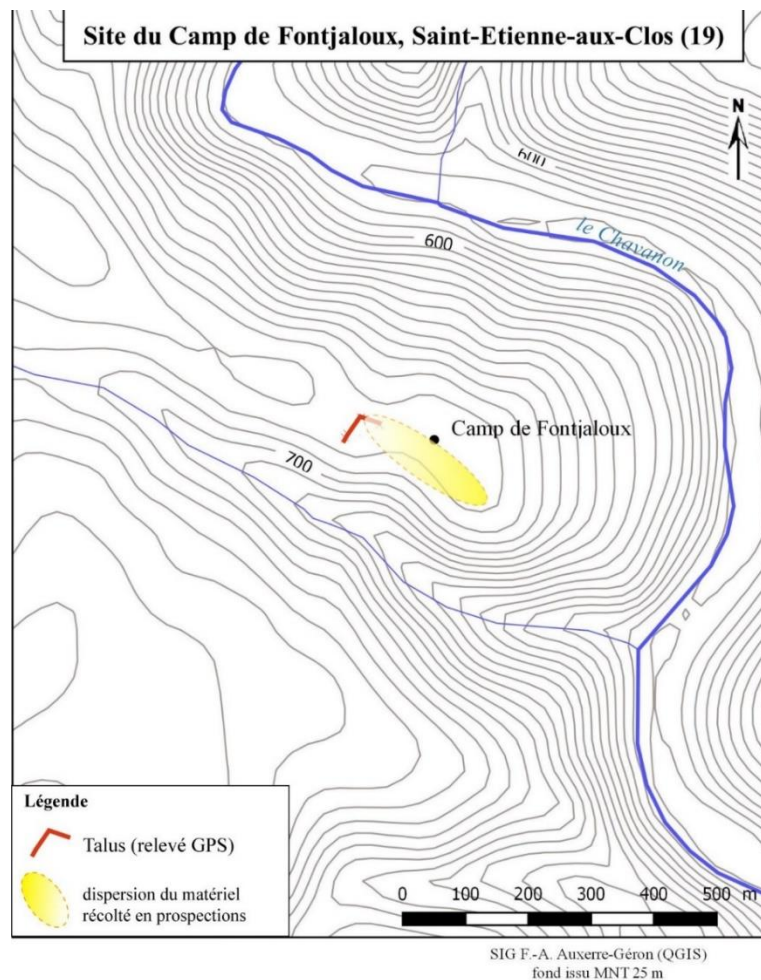 Site du Camp de Fontjaloux, Saint-Etienne-aux-Clos (19)
N
600
le Chavanon
600
Camp de Fontjaloux
700
Légende
Talus (relevé GPS)
dispersion du matériel
récolté en prospections
0 100 200 300 400 500 m
SIG F.-A. Auxerre-Géron (QGIS)
fond issu MNT 25 m